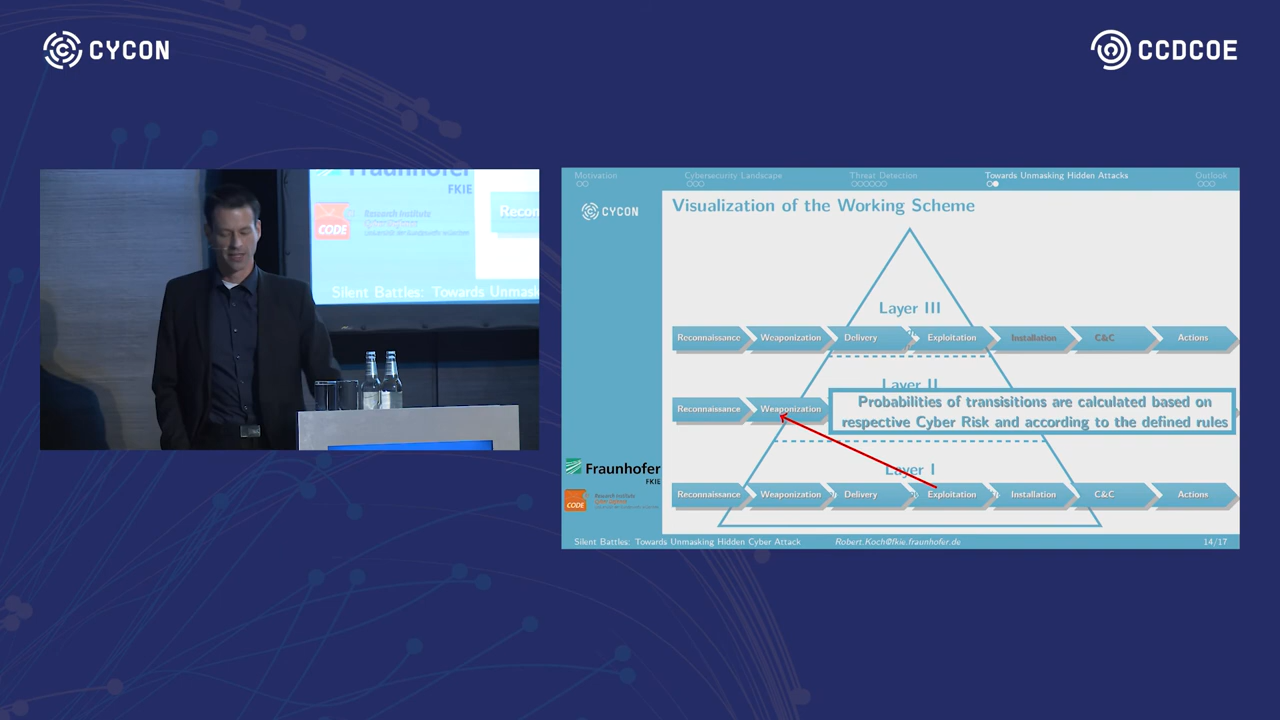 CYCON
CCDCOE
Fraunhofer
FKIE
CODE
Research Institute
Recon
Silent Battles: Towards Unmask
Motivation
Cybersecurity Landscape
Threat Detection
Towards Unmasking Hidden Attacks
Outlook
CYCON
Visualization of the Working Scheme
Layer III
Reconnaissance Weaponization Delivery Exploitation Installation C&C Actions
Layer II
Reconnaissance Weaponization
Probabilities of transisitions are calculated based on
respective Cyber Risk and according to the defined rules
Layer I
Reconnaissance Weaponization Delivery Exploitation Installation C&C Actions
Fraunhofer
FKIE
CODE
Research Institute
Silent Battles: Towards Unmasking Hidden Cyber Attack
Robert.Koch@fkie.fraunhofer.de
14/17